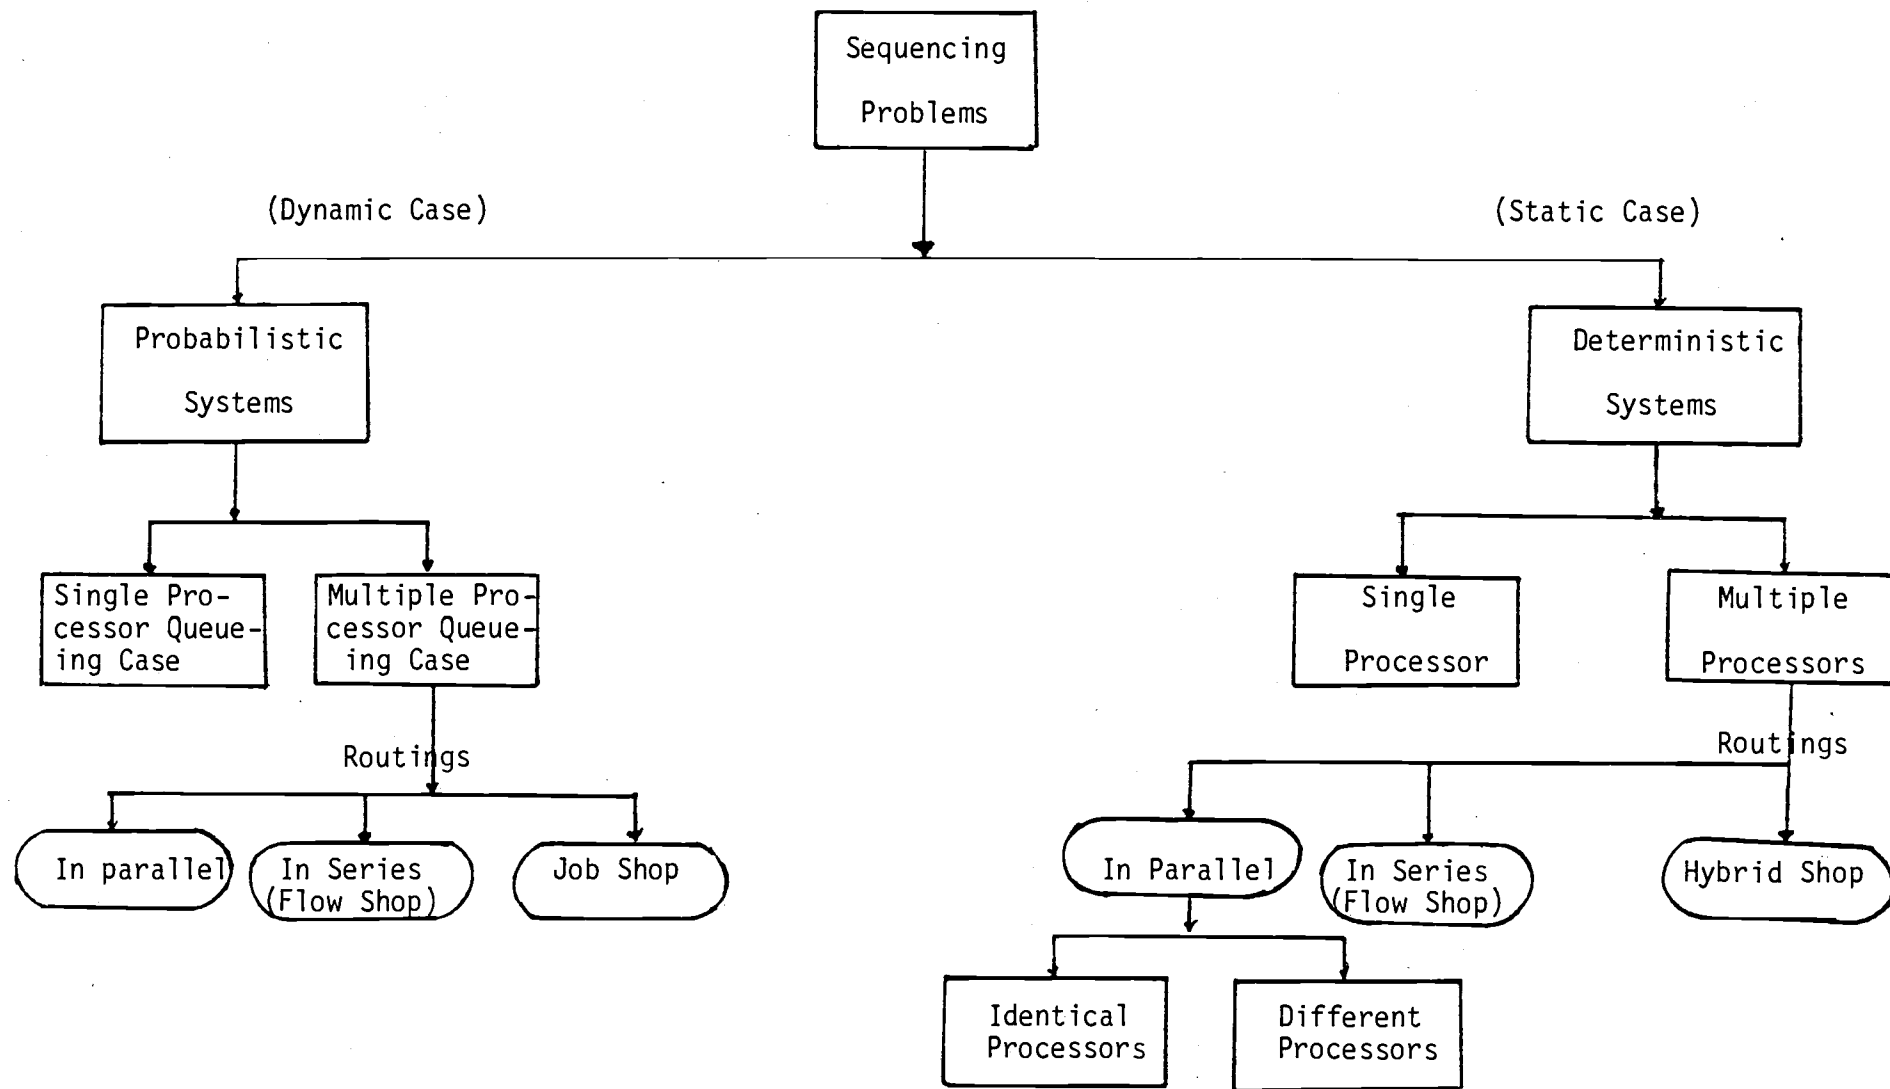 Sequencing
Problems
(Dynamic Case)
(Static Case)
Probabilistic
Systems
Deterministic
Systems
Single Pro-
cessor Queue-
ing Case
Multiple Pro-
cessor Queue-
ing Case
Single
Processor
Multiple
Processors
Routings
Routings
In parallel
In Series
(Flow Shop)
Job Shop
In Parallel
In Series
(Flow Shop)
Hybrid Shop
Identical
Processors
Different
Processors